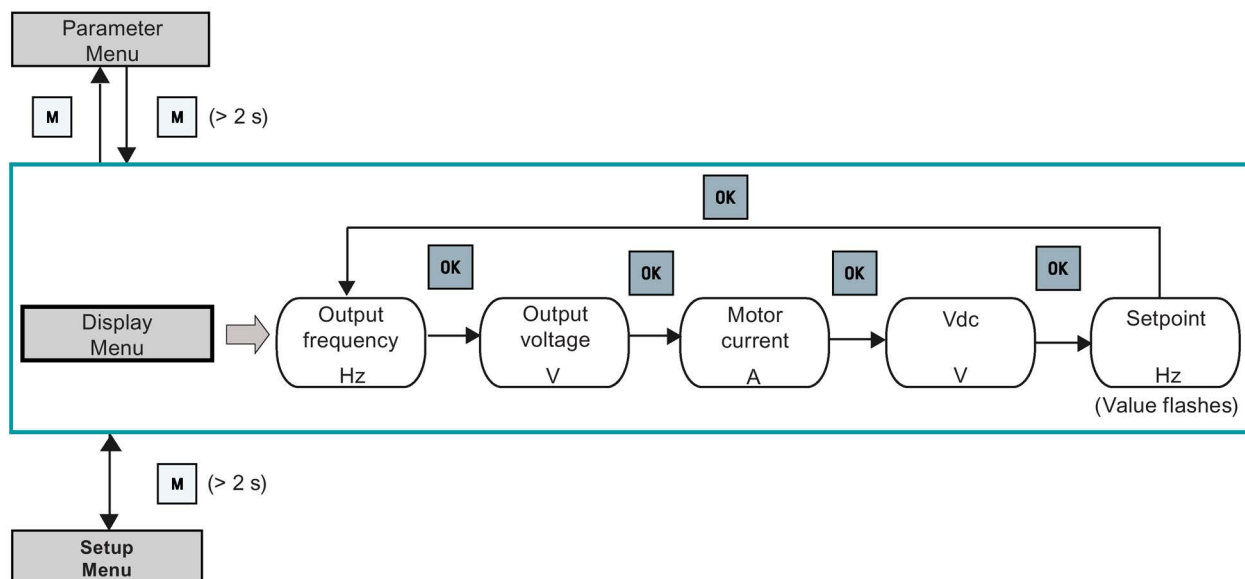 Parameter
Menu
M
M (> 2 s)
OK
OK
OK
OK
OK
Display
Menu
Output
frequency
Hz
Output
voltage
V
Motor
current
A
Vdc
V
Setpoint
Hz
(Value flashes)
M (> 2 s)
Setup
Menu